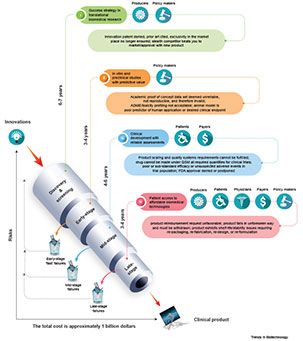 Success strategy in
translational
biomedical research
Producers
Policy makers
Innovation patent denied, prior art cited, exclusivity in the market
place no longer ensured; stealth competitor beats you to
market/approval with new product
In vitro and
preclinical studies
with predictive value
Policy makers
Academic proof of concept data set deemed unreliable,
not reproducible, and therefore invalid;
ADME-toxicity profiling not acceptable; animal models to
poor predictor of human application or desired clinical endpoint
Clinical
development with
reliable assessments
Patients
Payers
Product scaling and quality systems requirements cannot be fulfilled;
drug cannot be made under GMP at required quantities for clinical trials;
poor or sub-standard efficacy or unexpected adverse events in
this population; FDA approval denied or postponed
Patient access to
affordable biomedical
technologies
Producers
Patients
Physicians
Payers
Policy makers
Product reimbursement request unfavorable; product fails in unforeseen way
and must be withdrawn; product exhibits short-life/stability issues requiring
re-packaging, re-fabrication, re-design, or re-formulation
6-7 years
3-4 years
4-5 years
3-4 years
Innovations
Risks
Discovery
&
screening
Early-stage
Mid-stage
Late-stage
Early-stage
fast failures
Mid-stage
failures
Late-stage
failures
The total cost is approximately 1 billion dollars
Clinical product
Trends in Biotechnology